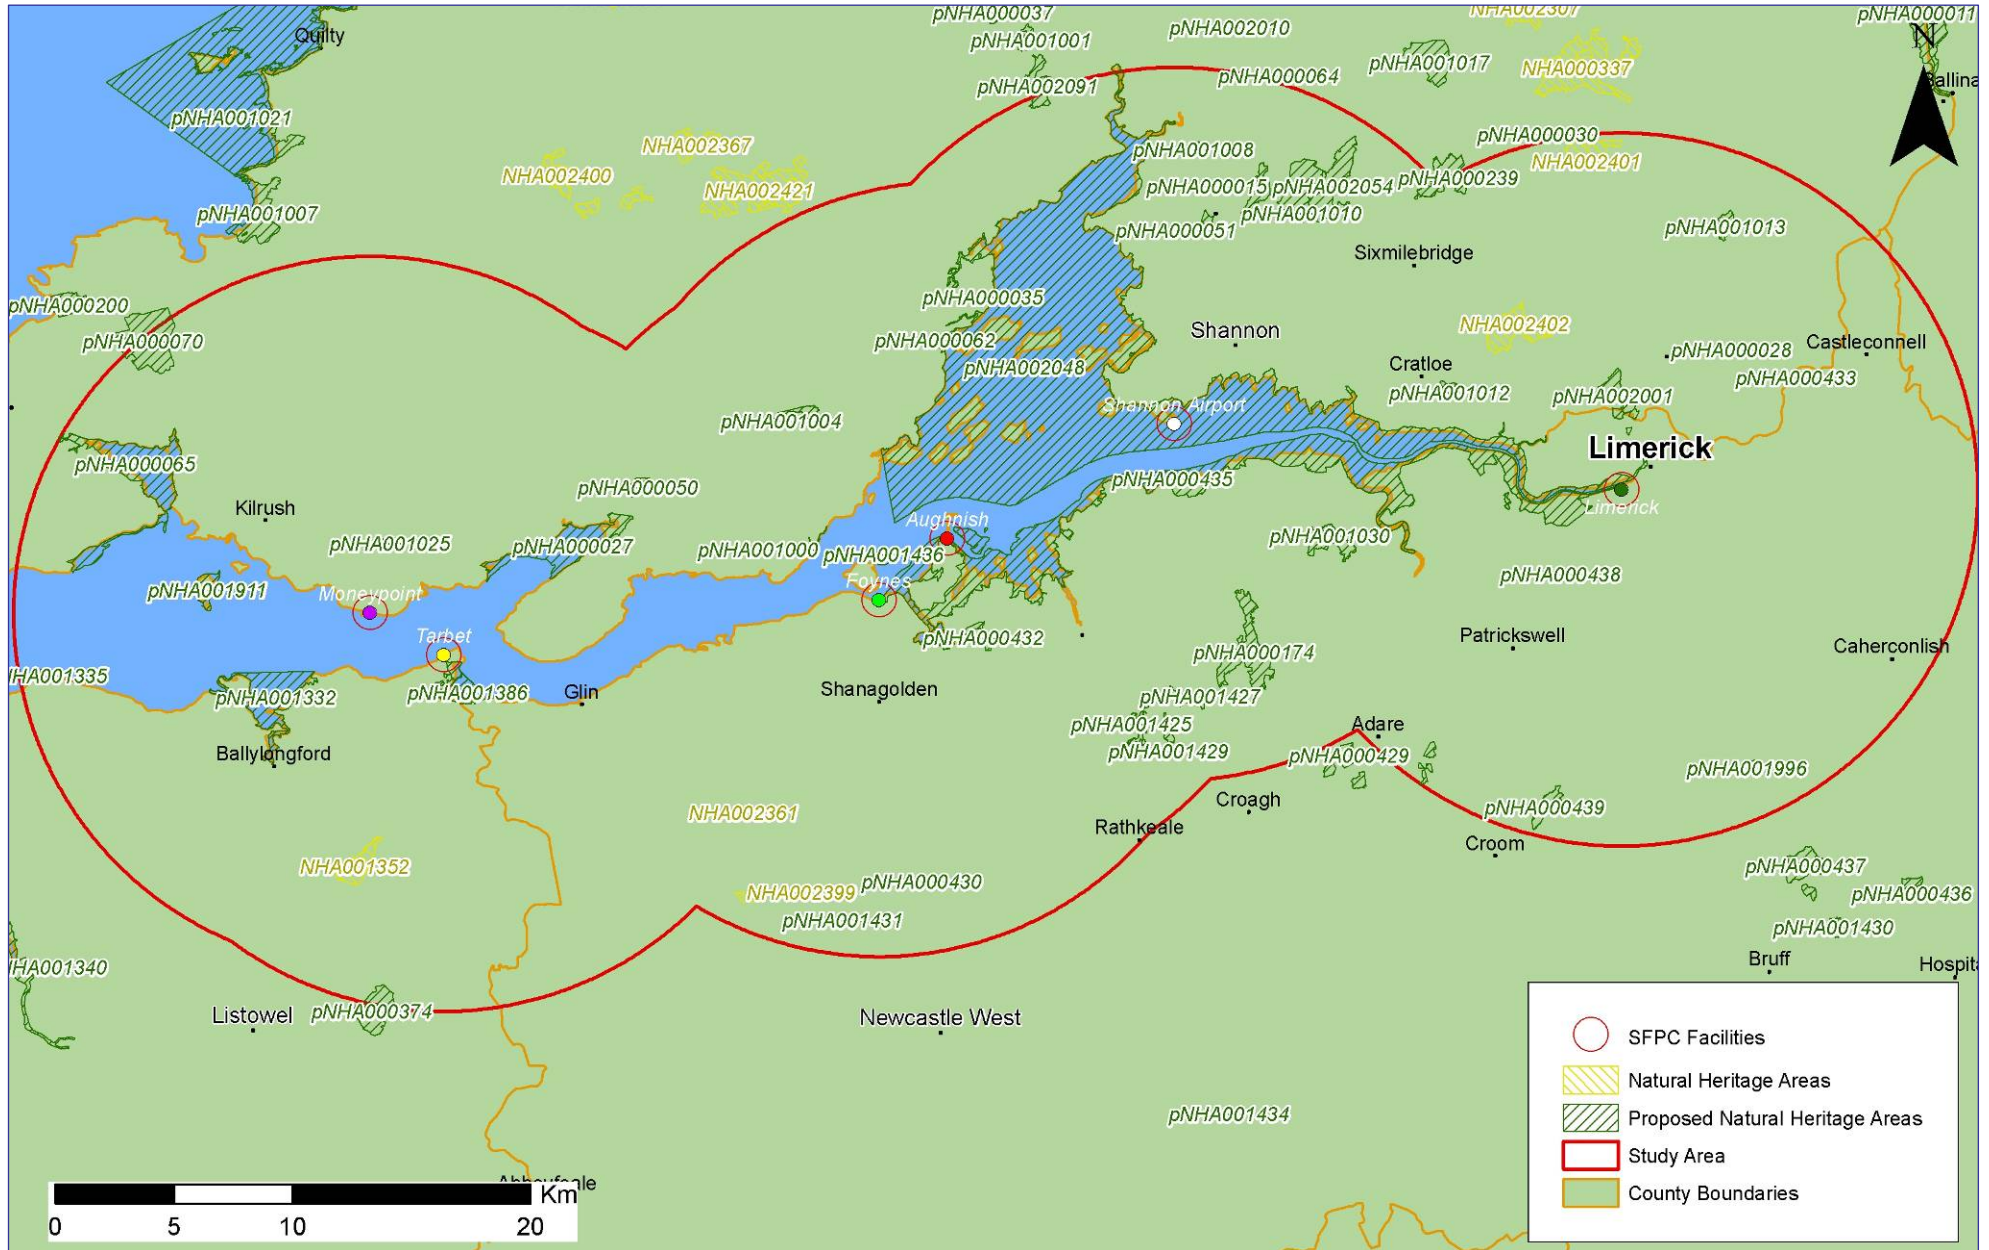 pNHA000037
NHA002307
pNHA000011
Quilty
pNHA001001
pNHA002010
N
pNHA002091
pNHA000064
pNHA001017
NHA000337
Ballina
pNHA001021
NHA002367
pNHA001008
pNHA000030
NHA002401
NHA002400
NHA002421
pNHA000015
pNHA002054
pNHA000239
pNHA001007
pNHA001010
pNHA000051
pNHA001013
Sixmilebridge
pNHA000200
pNHA000035
pNHA000070
pNHA000062
Shannon
NHA002402
Castleconnell
pNHA002048
Cratloe
pNHA000028
pNHA000433
pNHA001004
Shannon Airport
pNHA001012
pNHA002001
Limerick
pNHA000065
pNHA000050
pNHA000435
Kilrush
Aughnish
Limerick
pNHA001025
pNHA000027
pNHA001000
pNHA001436
pNHA001030
pNHA001911
Moneypoint
Foynes
pNHA000438
Tarbet
pNHA000432
Patrickswell
Caherconlish
NHA001335
pNHA001332
pNHA001386
Glin
Shanagolden
pNHA000174
pNHA001427
pNHA001425
Adare
Ballylongford
pNHA001429
pNHA000429
pNHA001996
NHA002361
Croagh
pNHA000439
Rathkeale
Croom
NHA001352
NHA002399
pNHA000430
pNHA000437
pNHA000436
pNHA001431
pNHA001430
HA001340
Bruff
Hospita
Listowel
pNHA000374
Newcastle West
SFPC Facilities
Natural Heritage Areas
pNHA001434
Proposed Natural Heritage Areas
Study Area
County Boundaries
Km
0 5 10 20